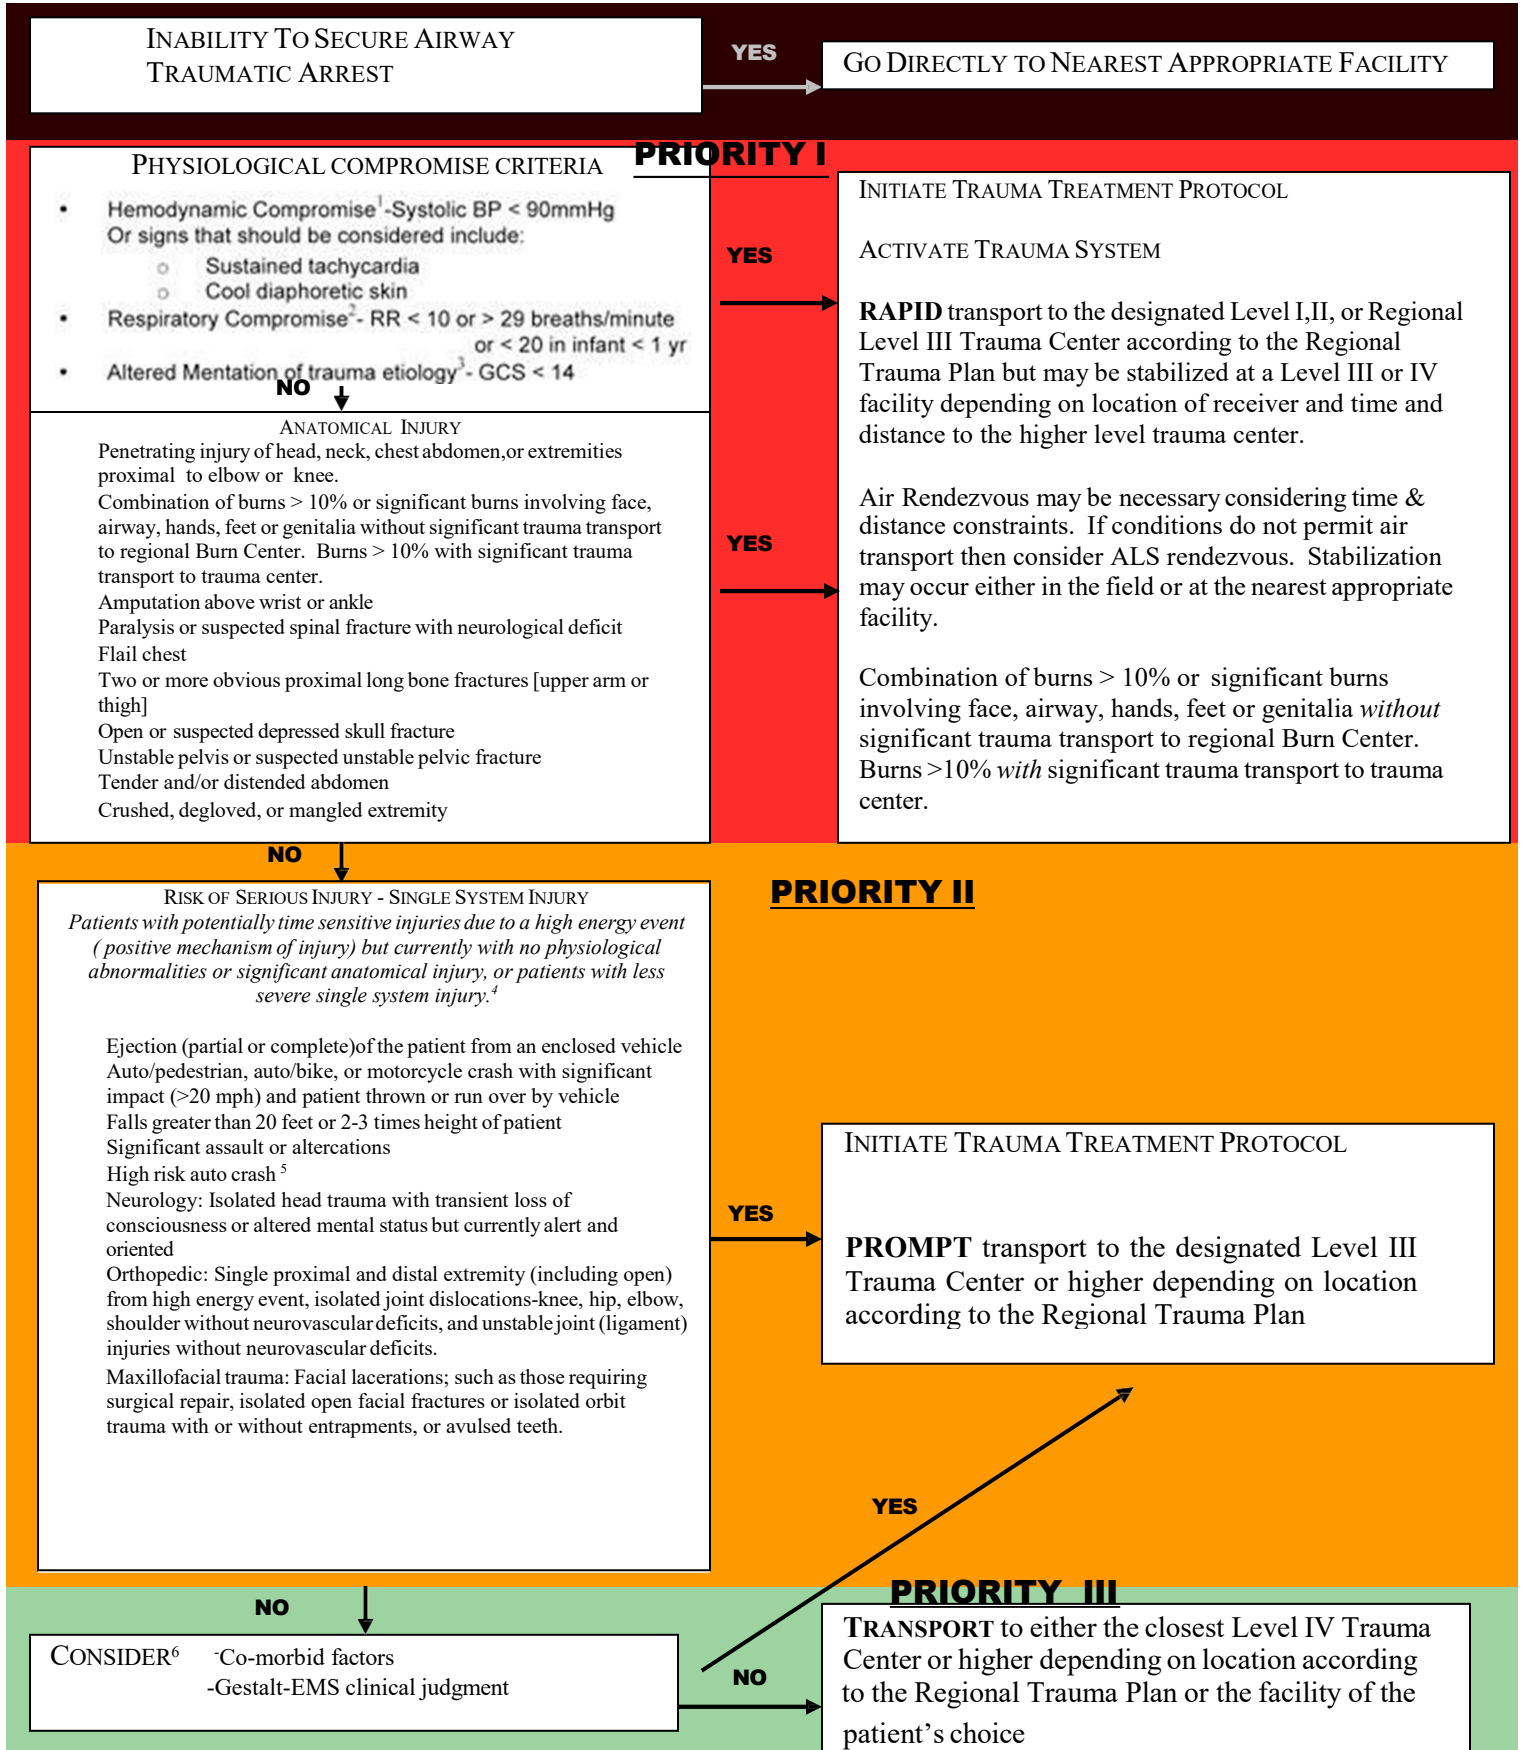 INABILITY TO SECURE AIRWAY
TRAUMATIC ARREST
YES
GO DIRECTLY TO NEAREST APPROPRIATE FACILITY
PRIORITY I
PHYSIOLOGICAL COMPROMISE CRITERIA
• Hemodynamic Compromise¹-Systolic BP < 90mmHg
Or signs that should be considered include:
○ Sustained tachycardia
○ Cool diaphoretic skin
• Respiratory Compromise²- RR < 10 or > 29 breaths/minute
or < 20 in infant < 1 yr
• Altered Mentation of trauma etiology³- GCS < 14
NO
YES
ANATOMICAL INJURY
Penetrating injury of head, neck, chest abdomen,or extremities
proximal to elbow or knee.
Combination of burns > 10% or significant burns involving face,
airway, hands, feet or genitalia without significant trauma transport
to regional Burn Center. Burns > 10% with significant trauma
transport to trauma center.
Amputation above wrist or ankle
Paralysis or suspected spinal fracture with neurological deficit
Flail chest
Two or more obvious proximal long bone fractures [upper arm or
thigh]
Open or suspected depressed skull fracture
Unstable pelvis or suspected unstable pelvic fracture
Tender and/or distended abdomen
Crushed, degloved, or mangled extremity
YES
INITIATE TRAUMA TREATMENT PROTOCOL
ACTIVATE TRAUMA SYSTEM
RAPID transport to the designated Level I,II, or Regional
Level III Trauma Center according to the Regional
Trauma Plan but may be stabilized at a Level III or IV
facility depending on location of receiver and time and
distance to the higher level trauma center.
Air Rendezvous may be necessary considering time &
distance constraints. If conditions do not permit air
transport then consider ALS rendezvous. Stabilization
may occur either in the field or at the nearest appropriate
facility.
Combination of burns > 10% or significant burns
involving face, airway, hands, feet or genitalia without
significant trauma transport to regional Burn Center.
Burns >10% with significant trauma transport to trauma
center.
NO
PRIORITY II
RISK OF SERIOUS INJURY - SINGLE SYSTEM INJURY
Patients with potentially time sensitive injuries due to a high energy event
( positive mechanism of injury) but currently with no physiological
abnormalities or significant anatomical injury, or patients with less
severe single system injury.⁴
Ejection (partial or complete)of the patient from an enclosed vehicle
Auto/pedestrian, auto/bike, or motorcycle crash with significant
impact (>20 mph) and patient thrown or run over by vehicle
Falls greater than 20 feet or 2-3 times height of patient
Significant assault or altercations
High risk auto crash ⁵
Neurology: Isolated head trauma with transient loss of
consciousness or altered mental status but currently alert and
oriented
Orthopedic: Single proximal and distal extremity (including open)
from high energy event, isolated joint dislocations-knee, hip, elbow,
shoulder without neurovascular deficits, and unstable joint (ligament)
injuries without neurovascular deficits.
Maxillofacial trauma: Facial lacerations; such as those requiring
surgical repair, isolated open facial fractures or isolated orbit
trauma with or without entrapments, or avulsed teeth.
YES
INITIATE TRAUMA TREATMENT PROTOCOL
PROMPT transport to the designated Level III
Trauma Center or higher depending on location
according to the Regional Trauma Plan
YES
NO
PRIORITY III
CONSIDER⁶ -Co-morbid factors
-Gestalt-EMS clinical judgment
NO
TRANSPORT to either the closest Level IV Trauma
Center or higher depending on location according
to the Regional Trauma Plan or the facility of the
patient's choice